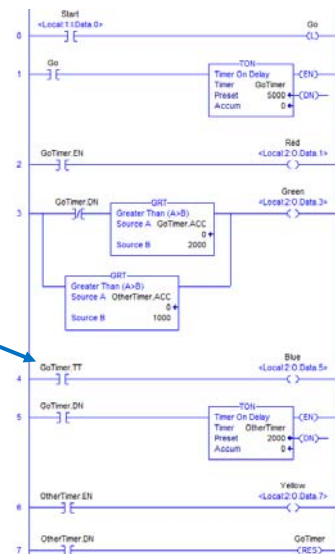 Start
<Local:1:I.Data.0>
Go
0
(L)
Go
TON
1
Timer On Delay
(EN)
Timer GoTimer
Preset 5000
(DN)
Accum 0
Red
GoTimer.EN
<Local:2:O.Data.1>
2
Green
GoTimer.DN
GRT
<Local:2:O.Data.3>
3
Greater Than (A>B)
Source A GoTimer.ACC
0
Source B 2000
GRT
Greater Than (A>B)
Source A OtherTimer.ACC
0
Source B 1000
Blue
GoTimer.TT
<Local:2:O.Data.5>
4
GoTimer.DN
TON
5
Timer On Delay
(EN)
Timer OtherTimer
Preset 2000
(DN)
Accum 0
Yellow
OtherTimer.EN
<Local:2:O.Data.7>
6
OtherTimer.DN
GoTimer
7
(RES)